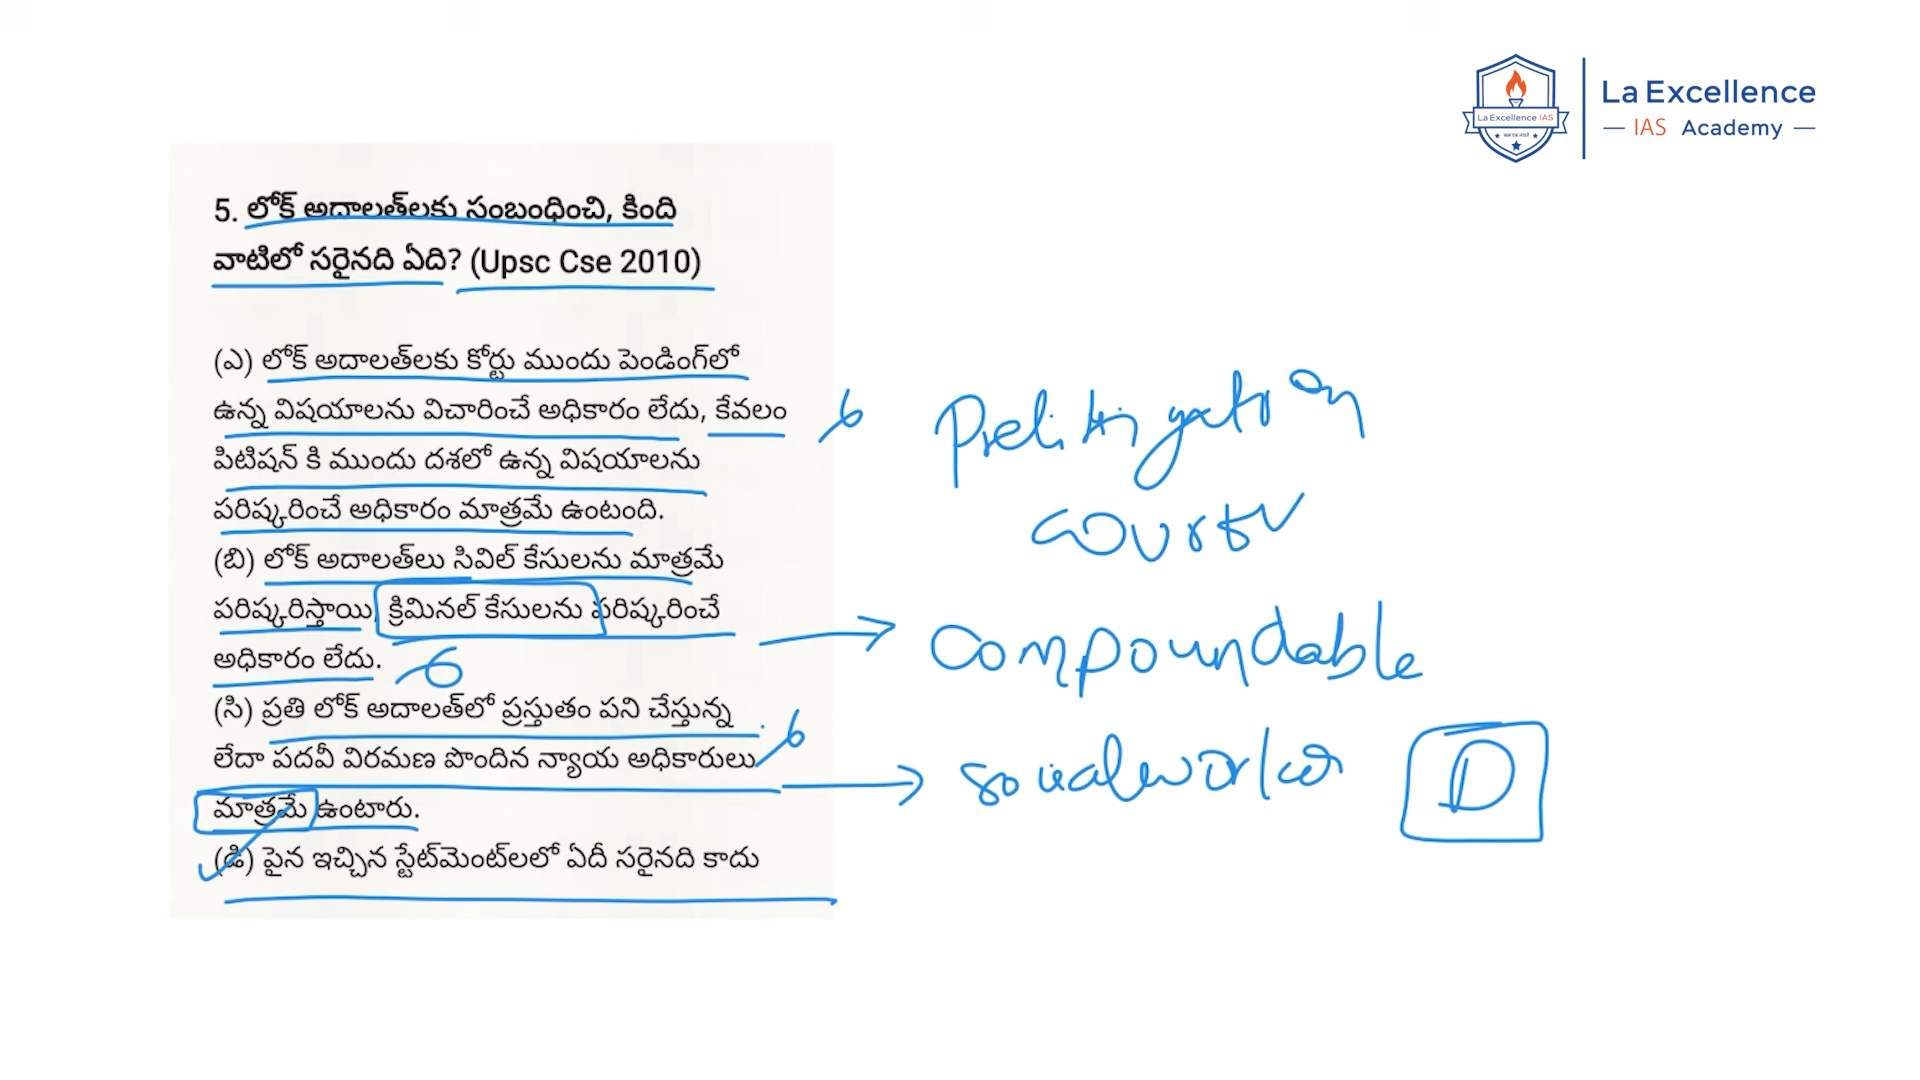 La Excellence
IAS Academy
La Excellence IAS
5. లోక్ అదాలత్‌లకు సంబంధించి, కింది
వాటిలో సరైనది ఏది? (Upsc Cse 2010)
(ఎ) లోక్ అదాలత్‌లకు కోర్టు ముందు పెండింగ్‌లో
ఉన్న విషయాలను విచారించే అధికారం లేదు, కేవలం
పిటిషన్ కి ముందు దశలో ఉన్న విషయాలను
పరిష్కరించే అధికారం మాత్రమే ఉంటంది.
(బి) లోక్ అదాలత్‌లు సివిల్ కేసులను మాత్రమే
పరిష్కరిస్తాయి, క్రిమినల్ కేసులను పరిష్కరించే
అధికారం లేదు.
(సి) ప్రతి లోక్ అదాలత్‌లో ప్రస్తుతం పని చేస్తున్న
లేదా పదవీ విరమణ పొందిన న్యాయ అధికారులు
మాత్రమే ఉంటారు.
(డి) పైన ఇచ్చిన స్టేట్‌మెంట్‌లలో ఏదీ సరైనది కాదు
Prelitigation
compoundable
D